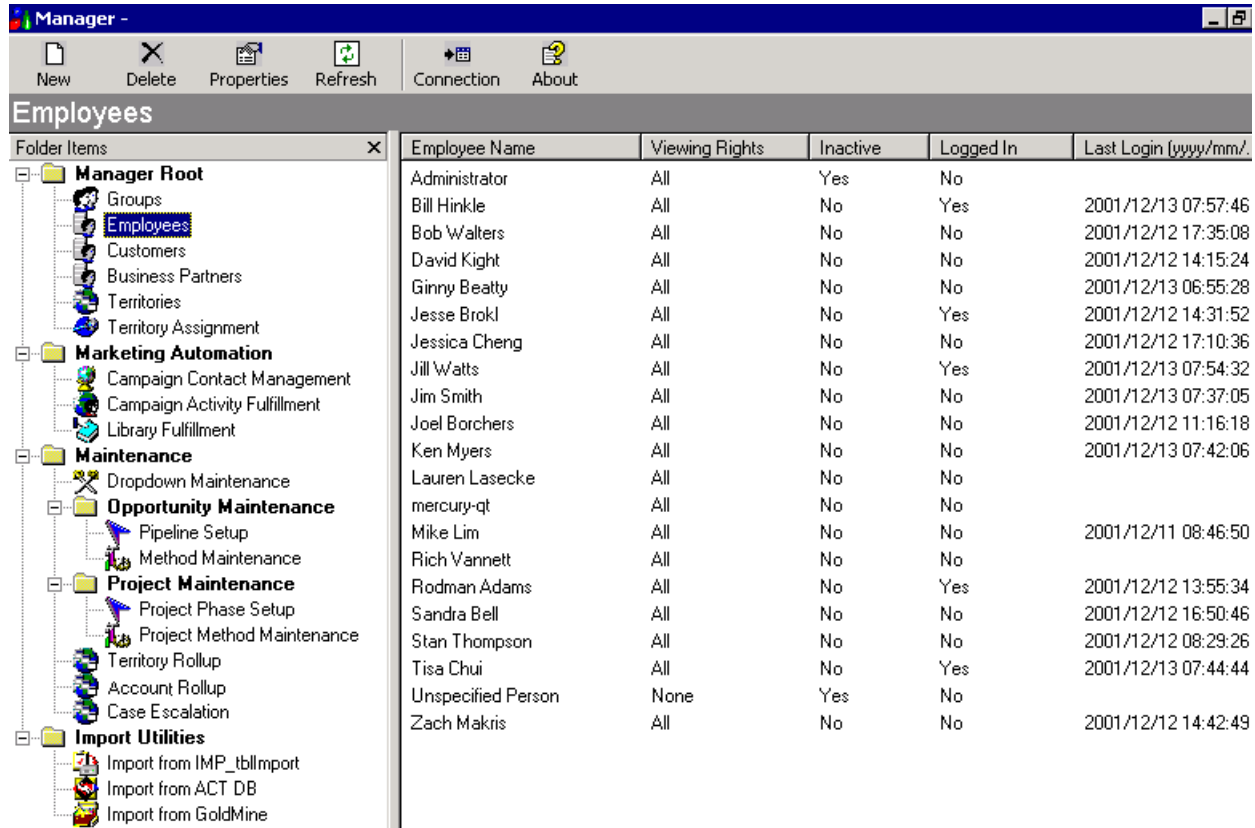 Manager -
New Delete Properties Refresh Connection About
Employees
Folder Items
Manager Root
Groups
Employees
Customers
Business Partners
Territories
Territory Assignment
Marketing Automation
Campaign Contact Management
Campaign Activity Fulfillment
Library Fulfillment
Maintenance
Dropdown Maintenance
Opportunity Maintenance
Pipeline Setup
Method Maintenance
Project Maintenance
Project Phase Setup
Project Method Maintenance
Territory Rollup
Account Rollup
Case Escalation
Import Utilities
Import from IMP_tblImport
Import from ACT DB
Import from GoldMine
Employee Name Viewing Rights Inactive Logged In Last Login (yyyy/mm/.
Administrator All Yes No
Bill Hinkle All No Yes 2001/12/13 07:57:46
Bob Walters All No No 2001/12/12 17:35:08
David Kight All No No 2001/12/12 14:15:24
Ginny Beatty All No No 2001/12/13 06:55:28
Jesse Brokl All No Yes 2001/12/12 14:31:52
Jessica Cheng All No No 2001/12/12 17:10:36
Jill Watts All No Yes 2001/12/13 07:54:32
Jim Smith All No No 2001/12/13 07:37:05
Joel Borchers All No No 2001/12/12 11:16:18
Ken Myers All No No 2001/12/13 07:42:06
Lauren Lasecke All No No
mercury-qt All No No
Mike Lim All No No 2001/12/11 08:46:50
Rich Vannett All No No
Rodman Adams All No Yes 2001/12/12 13:55:34
Sandra Bell All No No 2001/12/12 16:50:46
Stan Thompson All No No 2001/12/12 08:29:26
Tisa Chui All No Yes 2001/12/13 07:44:44
Unspecified Person None Yes No
Zach Makris All No No 2001/12/12 14:42:49